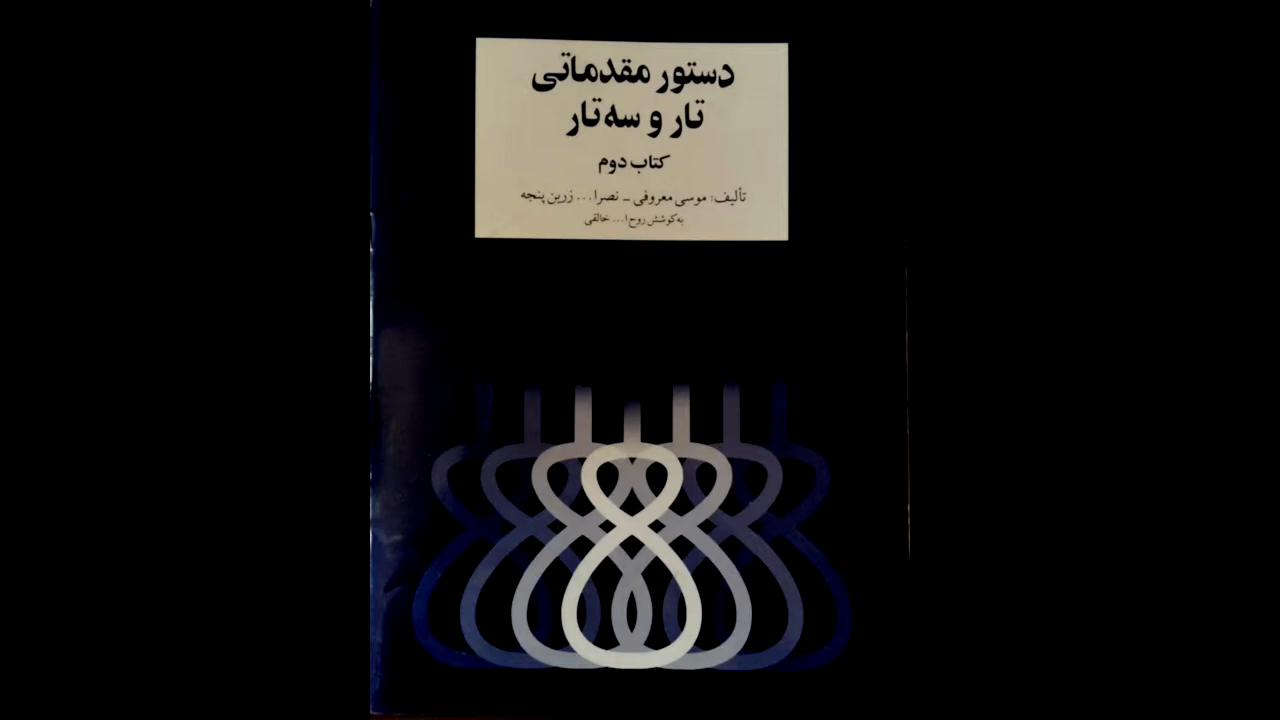 دستور مقدماتی
تار و سه‌تار
کتاب دوم
تألیف: موسی معروفی ـ نصرا... زرین پنجه
به‌کوشش روح ا... خالقی